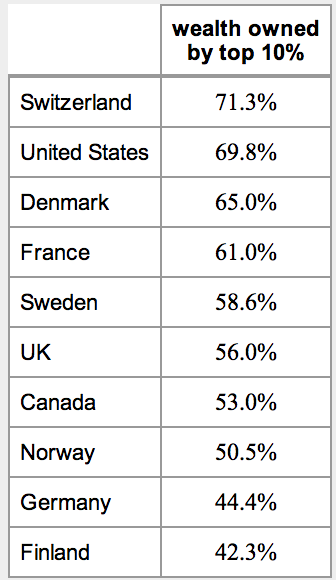 wealth owned
by top 10%
Switzerland 71.3%
United States 69.8%
Denmark 65.0%
France 61.0%
Sweden 58.6%
UK 56.0%
Canada 53.0%
Norway 50.5%
Germany 44.4%
Finland 42.3%